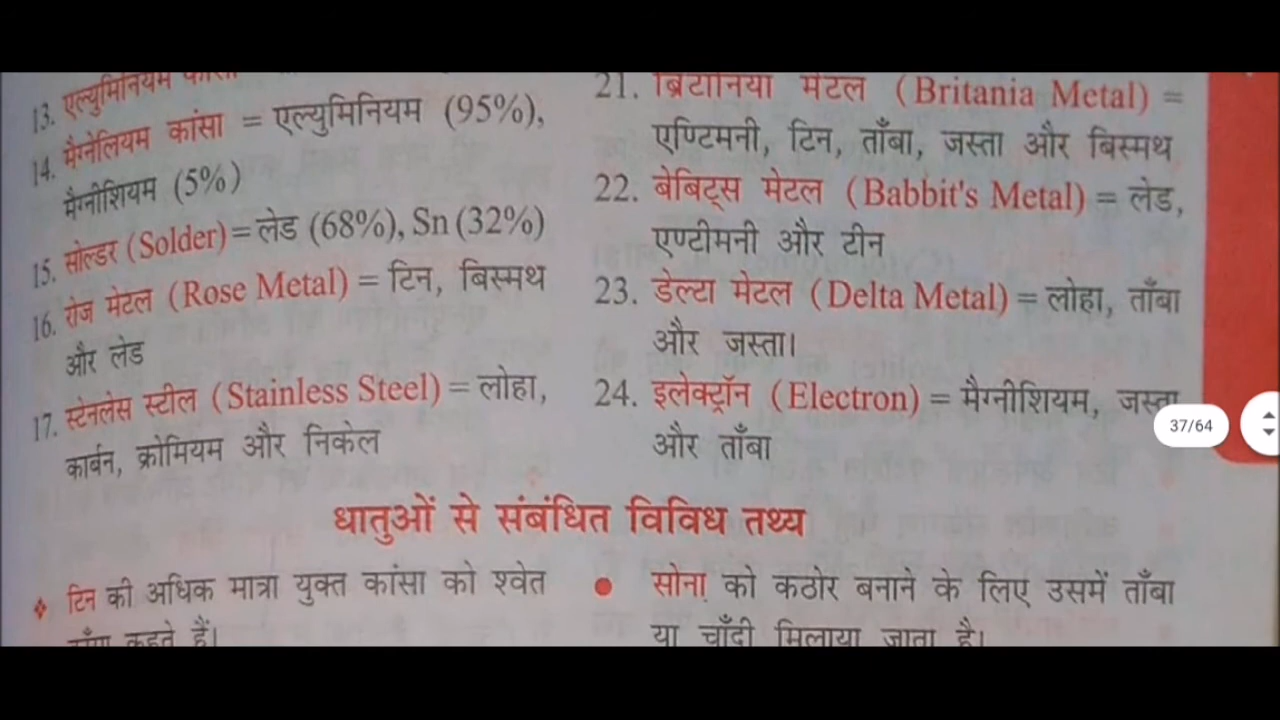 13. एल्युमिनियम कांसा
14. मैग्नेलियम कांसा = एल्युमिनियम (95%),
मैग्नीशियम (5%)
15. सोल्डर (Solder) = लेड (68%), Sn (32%)
16. रोज मेटल (Rose Metal) = टिन, बिस्मथ
और लेड
17. स्टेनलेस स्टील (Stainless Steel) = लोहा,
कार्बन, क्रोमियम और निकेल
21. ब्रिटानिया मेटल (Britania Metal) =
एण्टिमनी, टिन, ताँबा, जस्ता और बिस्मथ
22. बेबिट्स मेटल (Babbit's Metal) = लेड,
एण्टीमनी और टीन
23. डेल्टा मेटल (Delta Metal) = लोहा, ताँबा
और जस्ता।
24. इलेक्ट्रॉन (Electron) = मैग्नीशियम, जस्ता
और ताँबा
37/64
धातुओं से संबंधित विविध तथ्य
टिन की अधिक मात्रा युक्त कांसा को श्वेत
कहते हैं।
सोना को कठोर बनाने के लिए उसमें ताँबा
या चाँदी मिलाया जाता है।